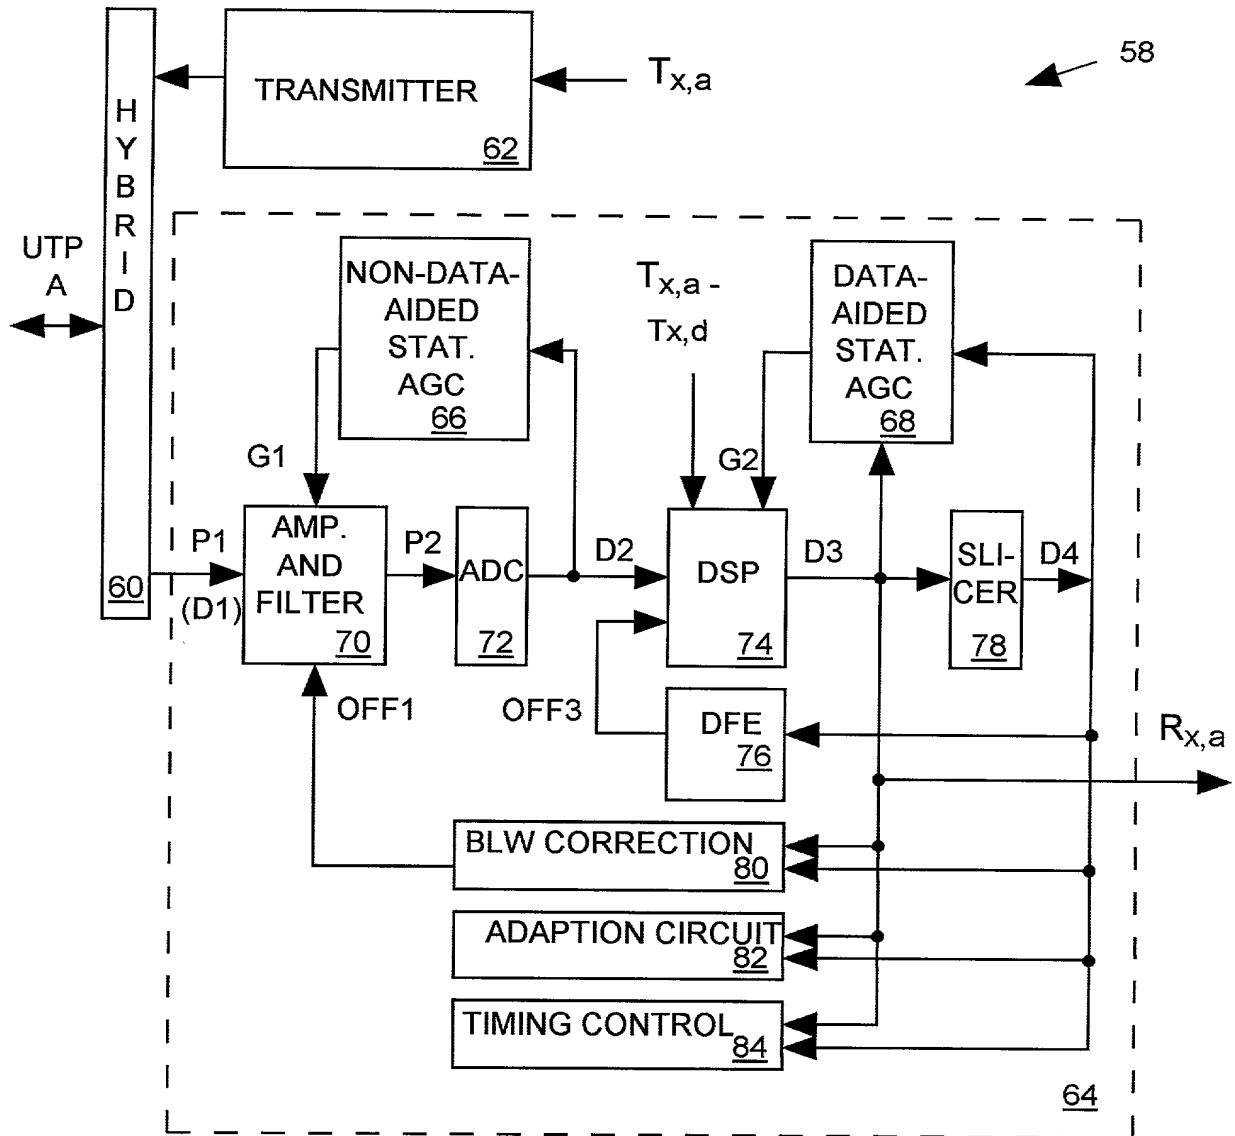 TRANSMITTER
62
Tx,a
58
HYBRID
60
UTP
A
NON-DATA-
AIDED
STAT.
AGC
66
Tx,a -
Tx,d
DATA-
AIDED
STAT.
AGC
68
G1
G2
P1
(D1)
AMP.
AND
FILTER
70
P2
ADC
72
D2
DSP
74
D3
SLI-
CER
78
D4
OFF1
OFF3
DFE
76
Rx,a
BLW CORRECTION
80
ADAPTION CIRCUIT
82
TIMING CONTROL
84
64